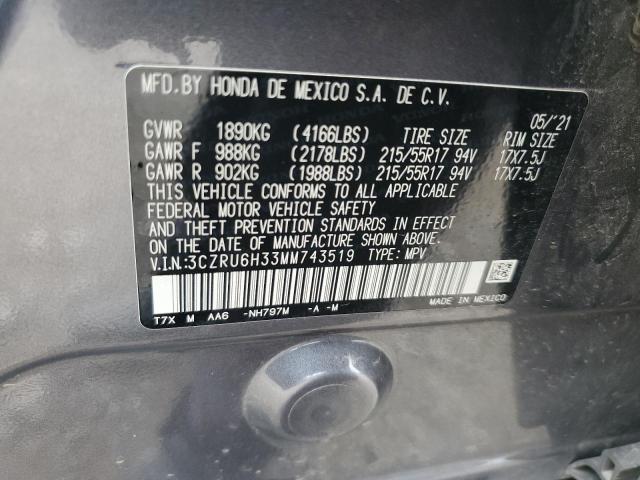 MFD.BY HONDA DE MEXICO S.A. DE C.V.
05/'21
GVWR 1890KG (4166LBS) TIRE SIZE RIM SIZE
GAWR F 988KG (2178LBS) 215/55R17 94V 17X7.5J
GAWR R 902KG (1988LBS) 215/55R17 94V 17X7.5J
THIS VEHICLE CONFORMS TO ALL APPLICABLE
FEDERAL MOTOR VEHICLE SAFETY
AND THEFT PREVENTION STANDARDS IN EFFECT
ON THE DATE OF MANUFACTURE SHOWN ABOVE.
V.I.N.:3CZRU6H33MM743519 TYPE: MPV
MADE IN MEXICO
T7X M AA6 -NH797M -A -M